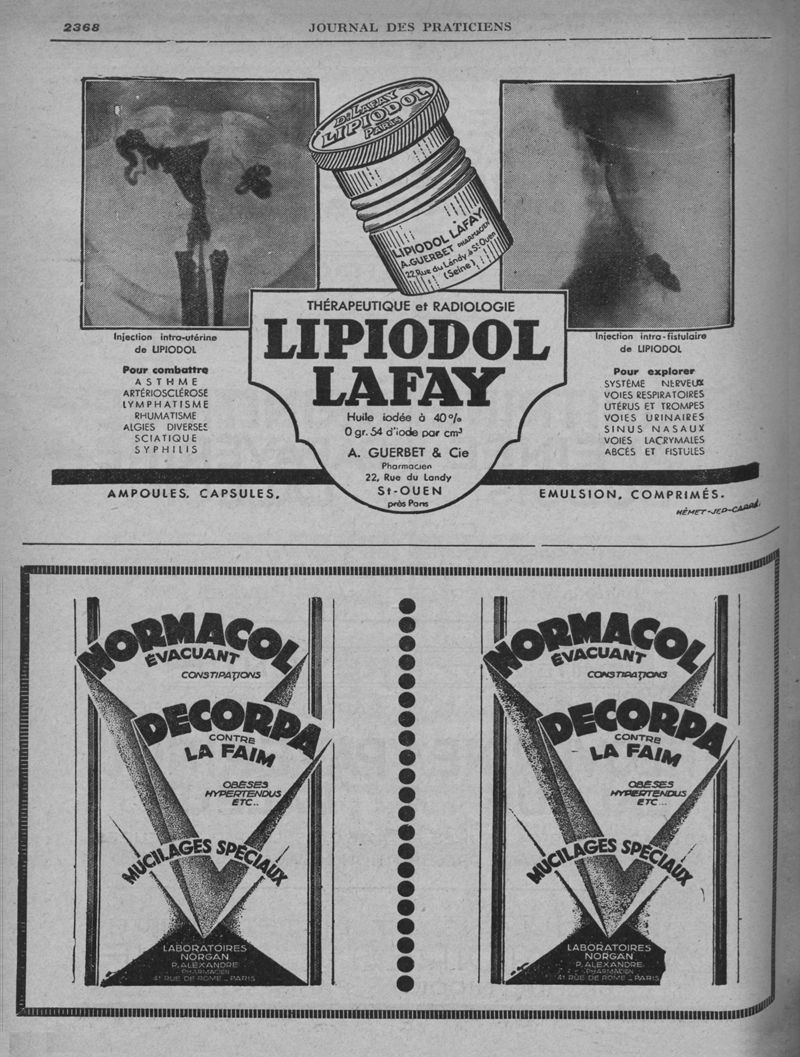 2368
JOURNAL DES PRATICIENS
Dr LAFAY
LIPIODOL
PARIS
LIPIODOL LAFAY
A. GUERBET PHARMACIEN
22, Rue du Landy à St-Ouen
(Seine)
Injection intra-utérine
de LIPIODOL
Pour combattre
ASTHME
ARTÉRIOSCLÉROSE
LYMPHATISME
RHUMATISME
ALGIES DIVERSES
SCIATIQUE
SYPHILIS
THÉRAPEUTIQUE et RADIOLOGIE
LIPIODOL
LAFAY
Huile iodée à 40%
0 gr. 54 d'iode par cm³
A. GUERBET & Cie
Pharmacien
22, Rue du Landy
St-OUEN
près Paris
Injection intra-fistulaire
de LIPIODOL
Pour explorer
SYSTÈME NERVEUX
VOIES RESPIRATOIRES
UTÉRUS ET TROMPES
VOIES URINAIRES
SINUS NASAUX
VOIES LACRYMALES
ABCÈS ET FISTULES
AMPOULES, CAPSULES,
EMULSION, COMPRIMÉS.
HÉMET-JEP-CARRÉ
NORMACOL
ÉVACUANT
CONSTIPATIONS
DECORPA
CONTRE
LA FAIM
OBÈSES
HYPERTENDUS
ETC..
MUCILAGES SPÉCIAUX
LABORATOIRES
NORGAN
P. ALEXANDRE
PHARMACIEN
41 RUE DE ROME _ PARIS
NORMACOL
ÉVACUANT
CONSTIPATIONS
DECORPA
CONTRE
LA FAIM
OBÈSES
HYPERTENDUS
ETC...
MUCILAGES SPÉCIAUX
LABORATOIRES
NORGAN
P. ALEXANDRE
PHARMACIEN
41 RUE DE ROME _ PARIS